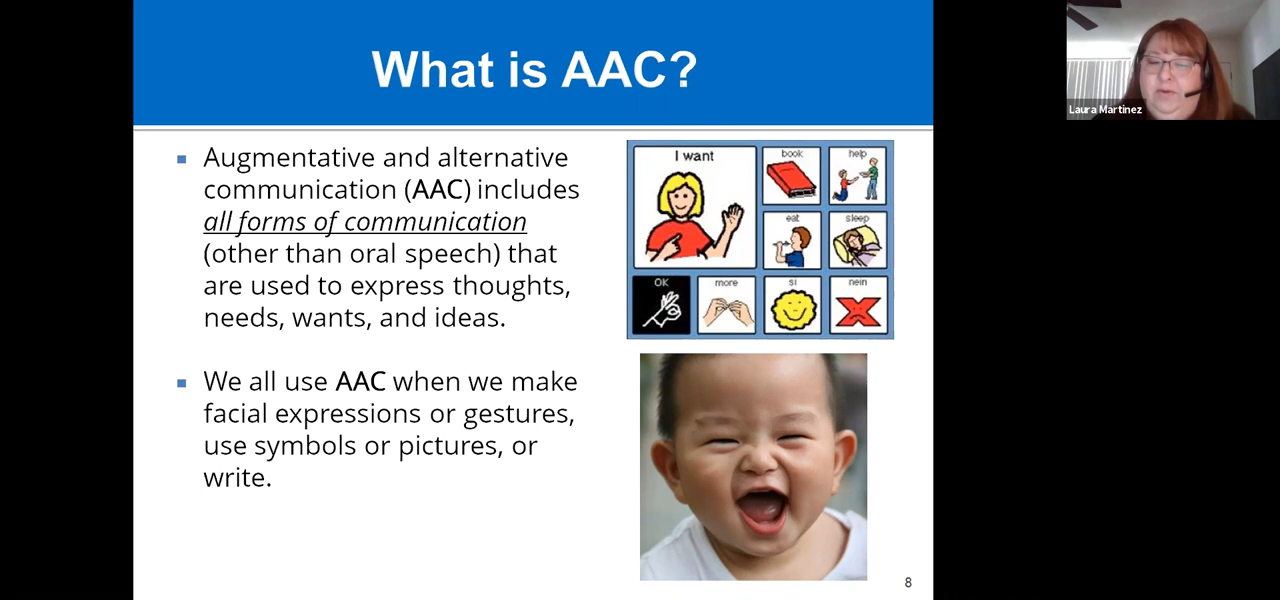 What is AAC?
Laura Martinez
Augmentative and alternative
communication (AAC) includes
all forms of communication
(other than oral speech) that
are used to express thoughts,
needs, wants, and ideas.
We all use AAC when we make
facial expressions or gestures,
use symbols or pictures, or
write.
I want
book
help
eat
sleep
OK
more
si
nein
8